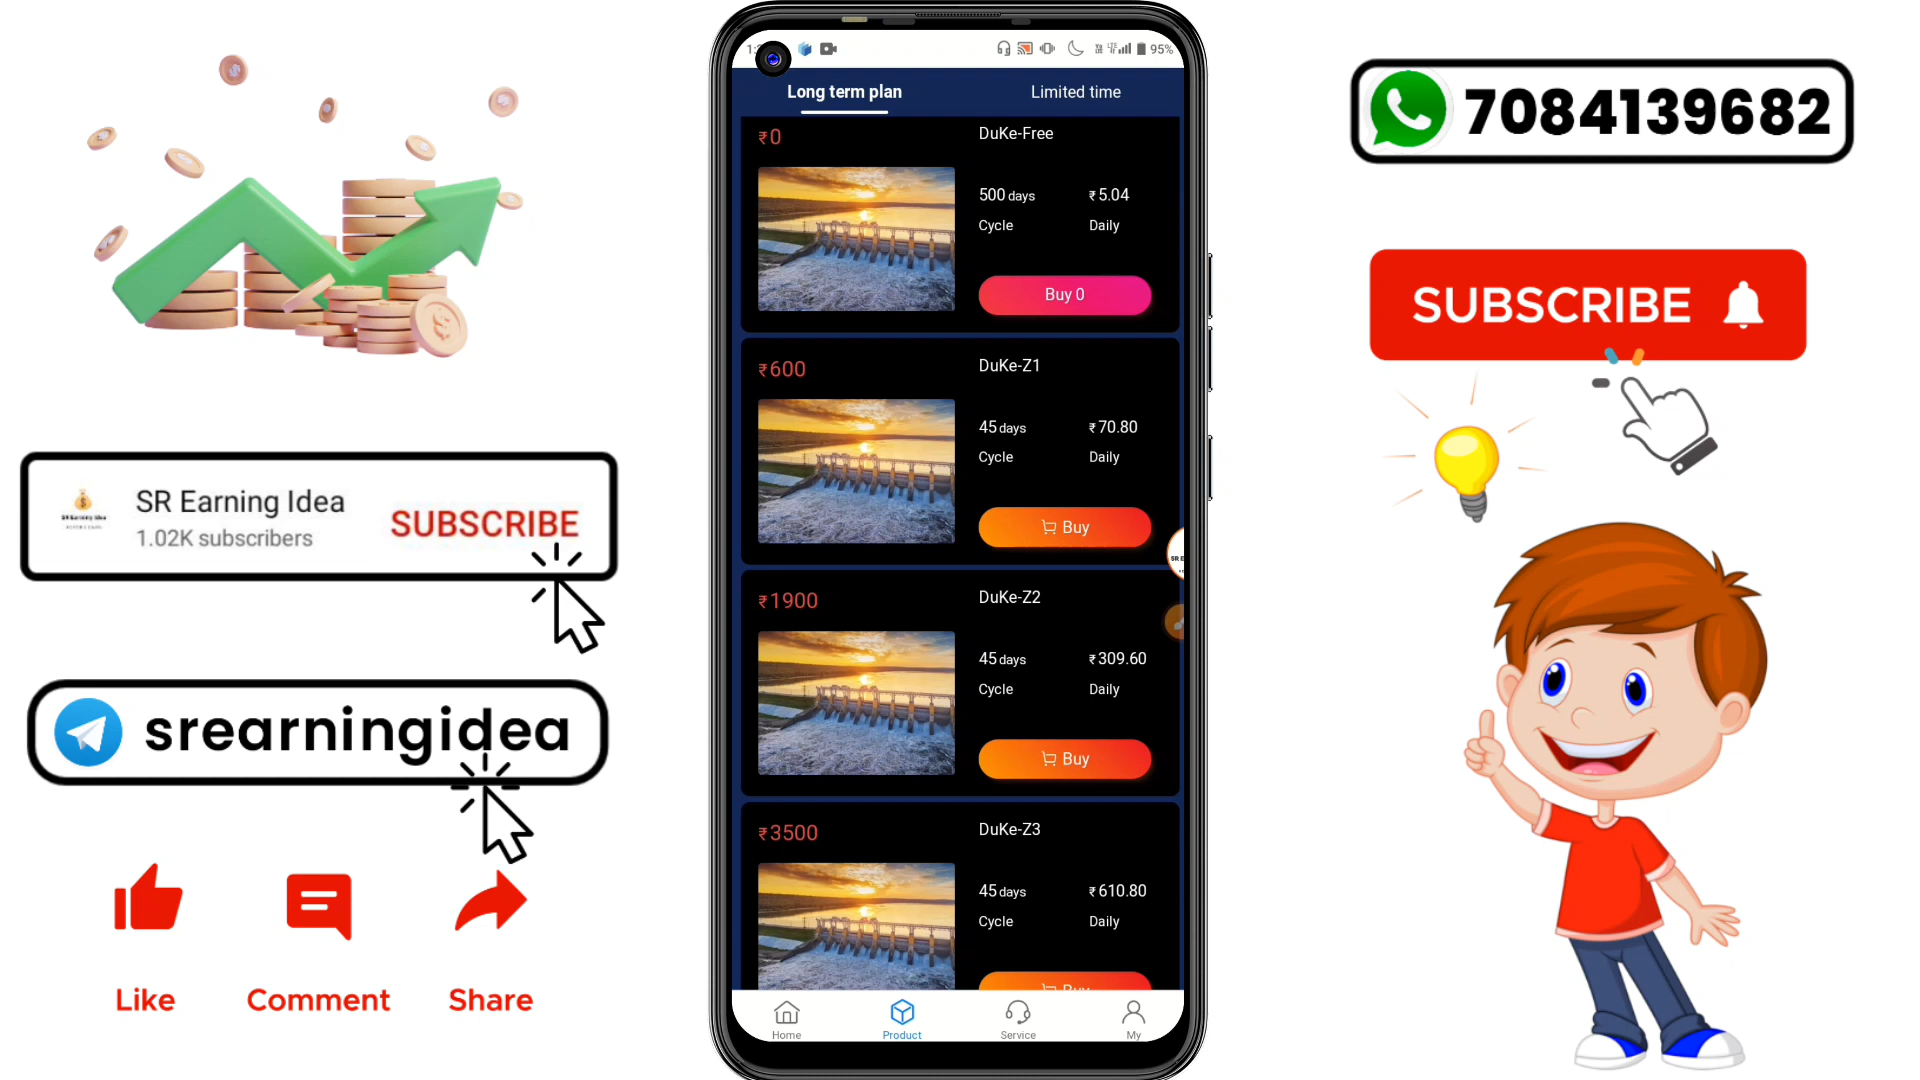 95%
Long term plan
Limited time
₹0
DuKe-Free
500 days
₹5.04
Cycle
Daily
Buy 0
₹600
DuKe-Z1
45 days
₹70.80
Cycle
Daily
Buy
₹1900
DuKe-Z2
45 days
₹309.60
Cycle
Daily
Buy
₹3500
DuKe-Z3
45 days
₹610.80
Cycle
Daily
Buy
Home
Product
Service
My
SR Earning Idea
1.02K subscribers
SUBSCRIBE
srearningidea
Like
Comment
Share
7084139682
SUBSCRIBE